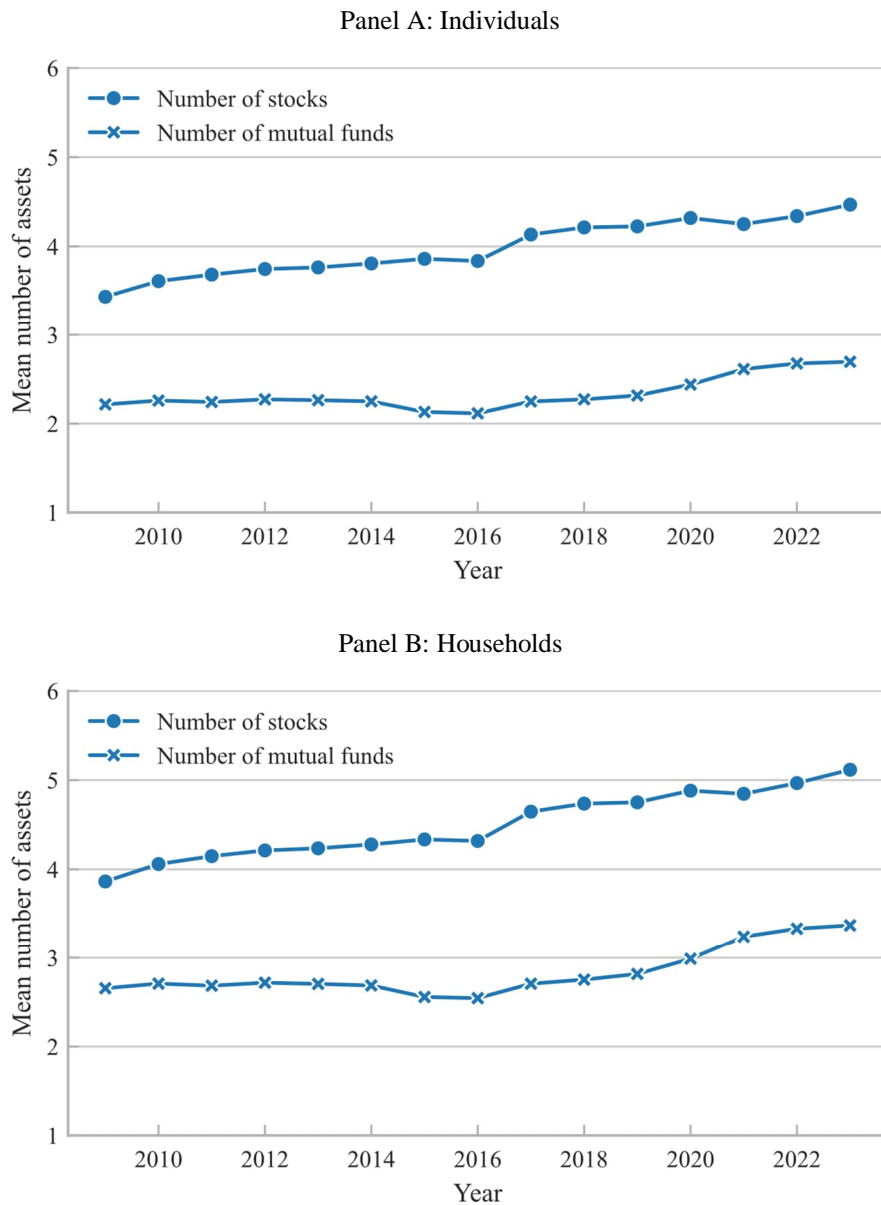 Panel A: Individuals
6
Number of stocks
Number of mutual funds
5
4
3
2
1
Mean number of assets
2010 2012 2014 2016 2018 2020 2022
Year
Panel B: Households
6
Number of stocks
Number of mutual funds
5
4
3
2
1
Mean number of assets
2010 2012 2014 2016 2018 2020 2022
Year